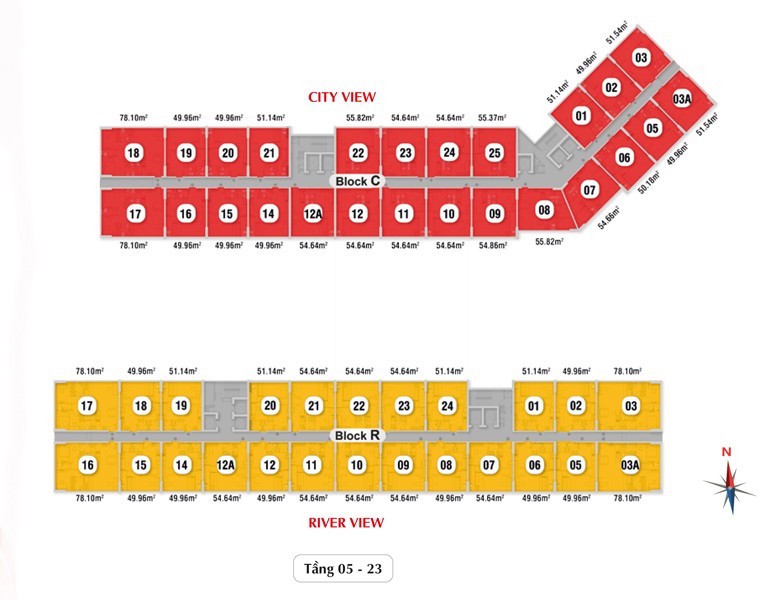 51.54m²
49.96m²
51.14m²
03
02
01
03A
05
06
07
51.54m²
49.96m²
50.18m²
54.66m²
CITY VIEW
78.10m² 49.96m² 49.96m² 51.14m² 55.82m² 54.64m² 54.64m² 55.37m²
18 19 20 21 22 23 24 25
Block C
17 16 15 14 12A 12 11 10 09 08
78.10m² 49.96m² 49.96m² 49.96m² 54.64m² 54.64m² 54.64m² 54.64m² 54.86m² 55.82m²
78.10m² 49.96m² 51.14m² 51.14m² 54.64m² 54.64m² 54.64m² 51.14m² 51.14m² 49.96m² 78.10m²
17 18 19 20 21 22 23 24 01 02 03
Block R
16 15 14 12A 12 11 10 09 08 07 06 05 03A
78.10m² 49.96m² 49.96m² 54.64m² 49.96m² 54.64m² 54.64m² 54.64m² 49.96m² 54.64m² 49.96m² 49.96m² 78.10m²
N
RIVER VIEW
Tầng 05 - 23